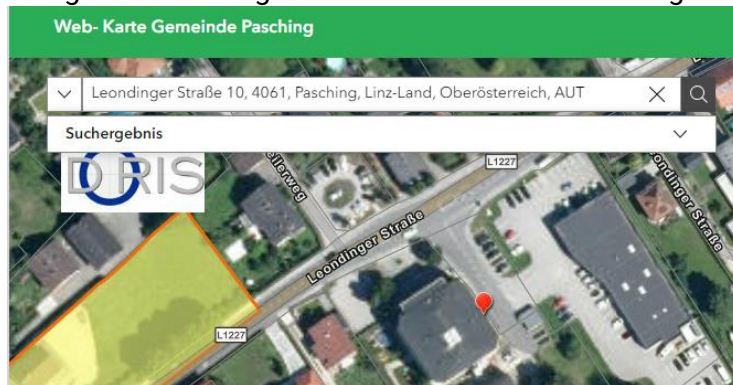 Web- Karte Gemeinde Pasching
Leondinger Straße 10, 4061, Pasching, Linz-Land, Oberösterreich, AUT
Suchergebnis
DORIS
L1227
Leondinger Straße
Leondinger Straße
L1227